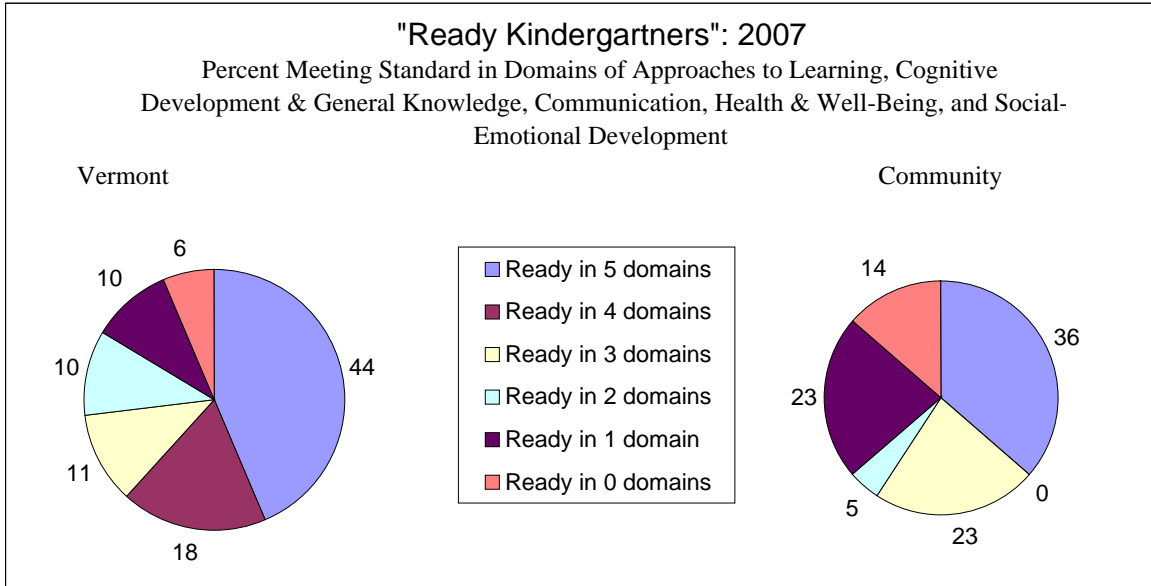 "Ready Kindergartners": 2007
Percent Meeting Standard in Domains of Approaches to Learning, Cognitive
Development & General Knowledge, Communication, Health & Well-Being, and Social-
Emotional Development
Vermont
44
18
11
10
10
6
Ready in 5 domains
Ready in 4 domains
Ready in 3 domains
Ready in 2 domains
Ready in 1 domain
Ready in 0 domains
Community
36
0
23
5
23
14